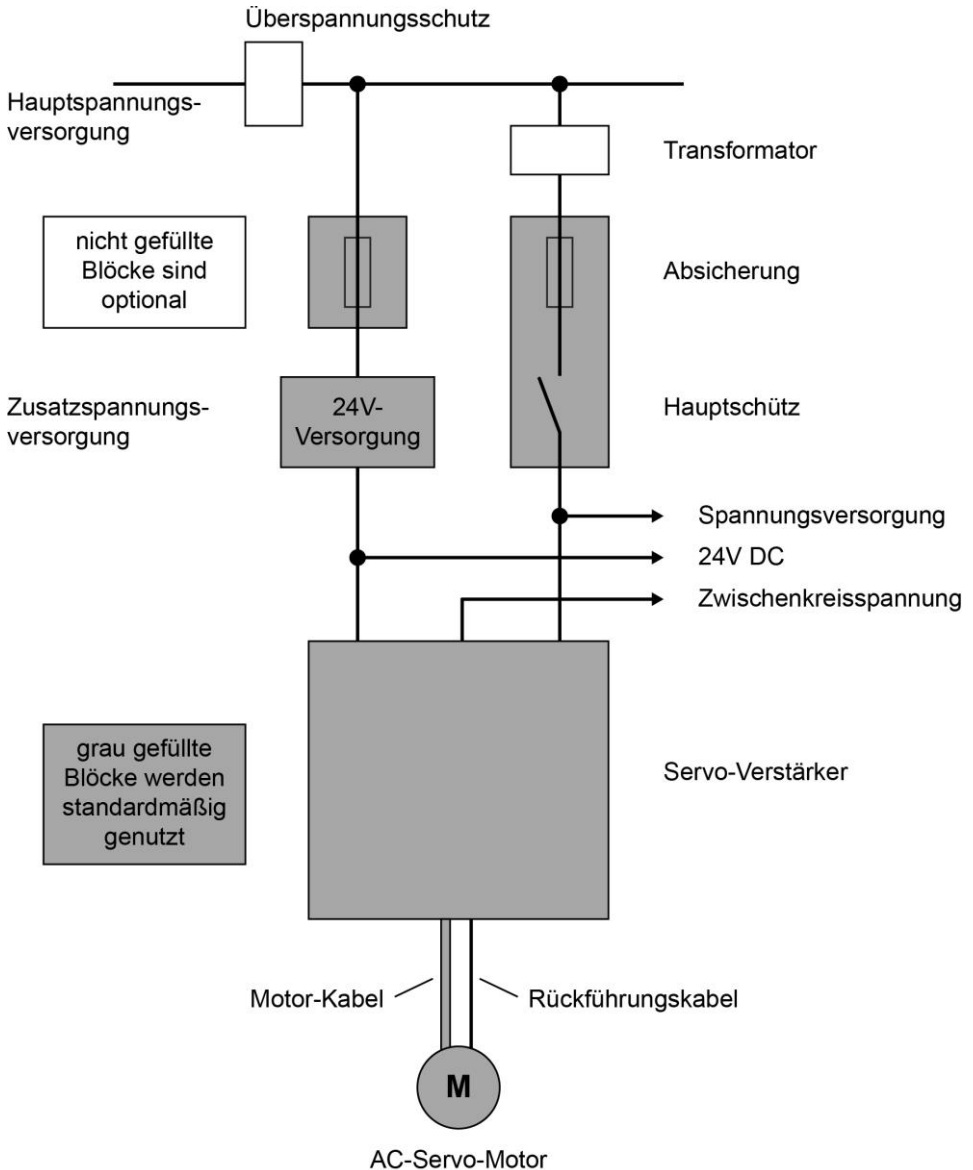 Überspannungsschutz
Hauptspannungs-
versorgung
Transformator
nicht gefüllte
Blöcke sind
optional
Absicherung
Zusatzspannungs-
versorgung
24V-
Versorgung
Hauptschütz
Spannungsversorgung
24V DC
Zwischenkreisspannung
grau gefüllte
Blöcke werden
standardmäßig
genutzt
Servo-Verstärker
Motor-Kabel
Rückführungskabel
M
AC-Servo-Motor